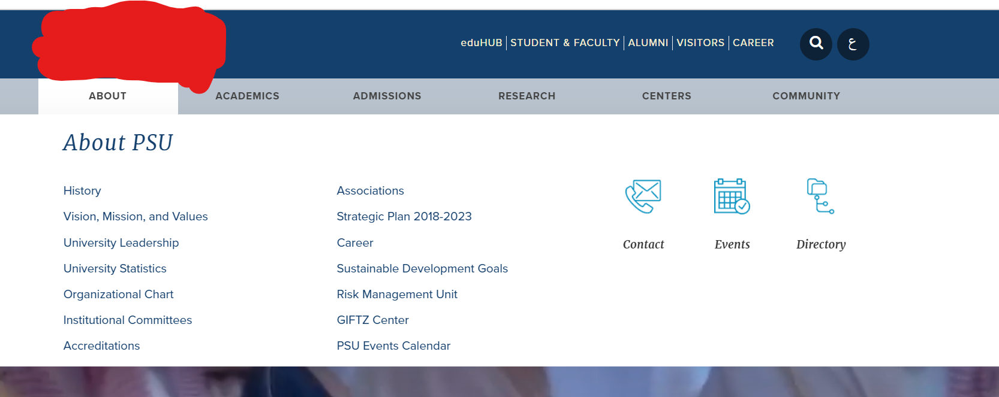 eduHUB STUDENT & FACULTY ALUMNI VISITORS CAREER ع
ABOUT ACADEMICS ADMISSIONS RESEARCH CENTERS COMMUNITY
About PSU
History
Vision, Mission, and Values
University Leadership
University Statistics
Organizational Chart
Institutional Committees
Accreditations
Associations
Strategic Plan 2018-2023
Career
Sustainable Development Goals
Risk Management Unit
GIFTZ Center
PSU Events Calendar
Contact Events Directory